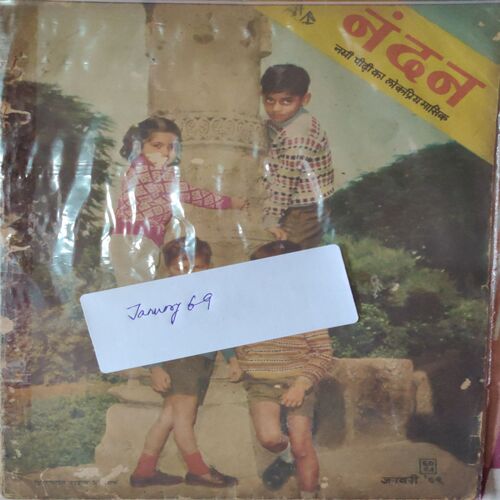 नंदन
नयी पीढ़ी का लोकप्रिय मासिक
January 69
जनवरी '६९